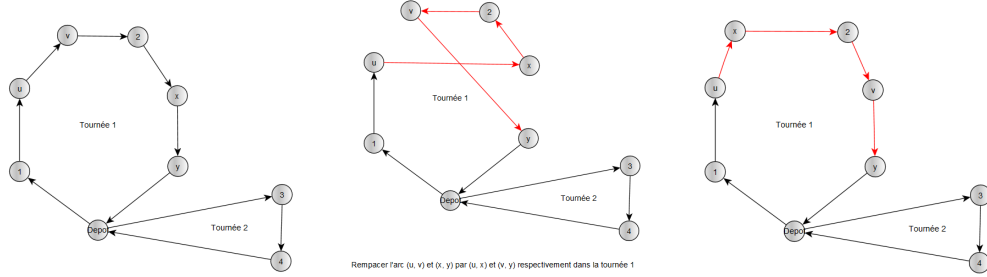 v
2
u
x
Tournée 1
1
y
3
Depot
Tournée 2
4
v
2
u
x
Tournée 1
1
y
3
Depot
Tournée 2
4
Rempacer l'arc (u, v) et (x, y) par (u, x) et (v, y) respectivement dans la tournée 1
x
2
u
v
Tournée 1
1
y
3
Depot
Tournée 2
4